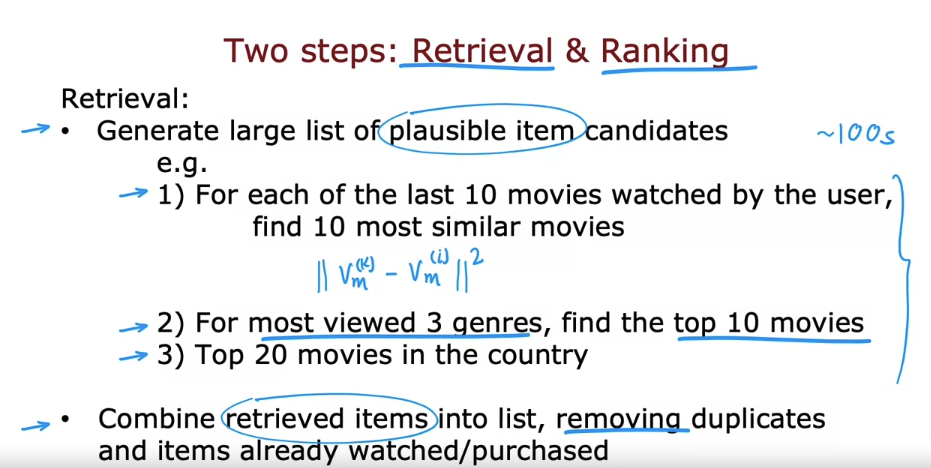 Two steps: Retrieval & Ranking
Retrieval:
→ • Generate large list of plausible item candidates ~100s
e.g.
→ 1) For each of the last 10 movies watched by the user,
find 10 most similar movies
|| Vm^(k) - Vm^(i) ||^2
→ 2) For most viewed 3 genres, find the top 10 movies
→ 3) Top 20 movies in the country
→ • Combine retrieved items into list, removing duplicates
and items already watched/purchased